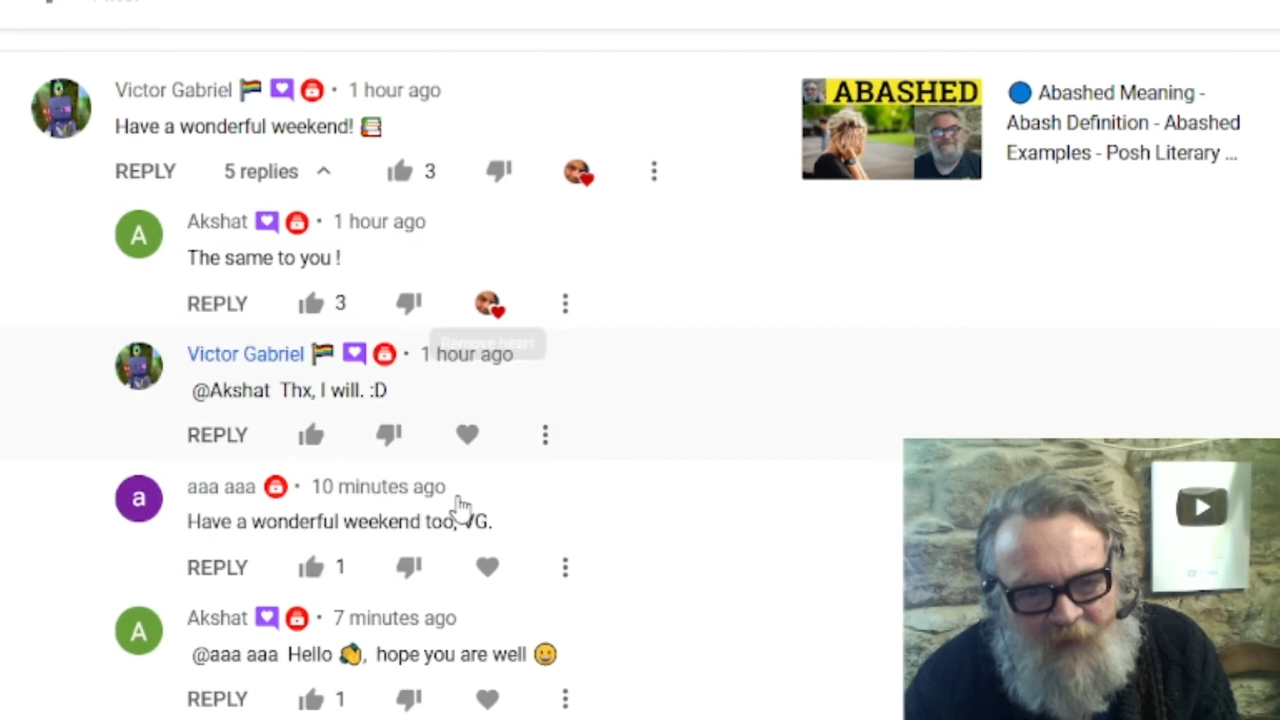 Victor Gabriel 🏳️‍🌈 • 1 hour ago
Have a wonderful weekend! 📚
REPLY 5 replies 3
ABASHED
🔵 Abashed Meaning -
Abash Definition - Abashed
Examples - Posh Literary ...
A
Akshat • 1 hour ago
The same to you !
REPLY 3
Remove heart
Victor Gabriel 🏳️‍🌈 • 1 hour ago
@Akshat Thx, I will. :D
REPLY
a
aaa aaa • 10 minutes ago
Have a wonderful weekend too, VG.
REPLY 1
A
Akshat • 7 minutes ago
@aaa aaa Hello 👋, hope you are well 🙂
REPLY 1